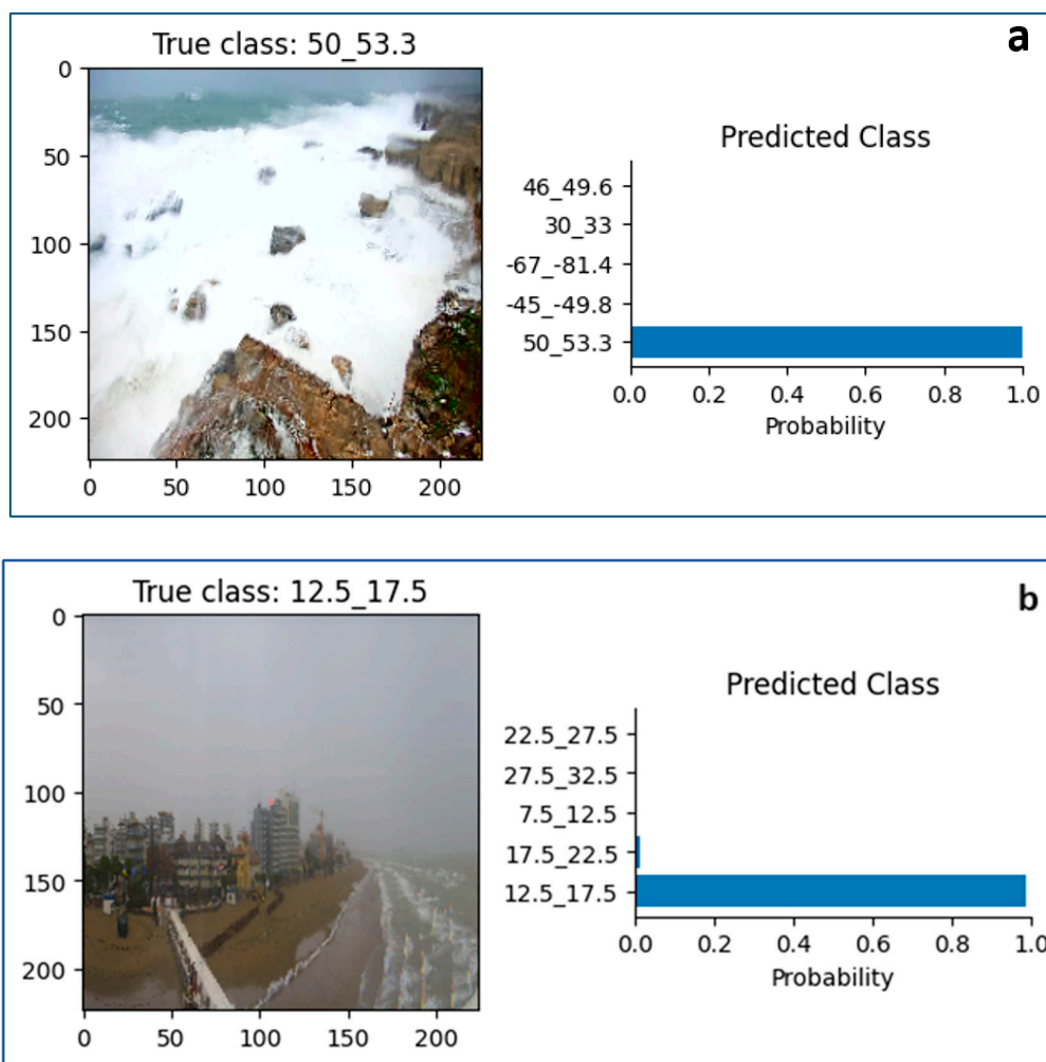 a
True class: 50_53.3
0
50
100
150
200
0 50 100 150 200
Predicted Class
46_49.6
30_33
-67_-81.4
-45_-49.8
50_53.3
0.0 0.2 0.4 0.6 0.8 1.0
Probability
b
True class: 12.5_17.5
0
50
100
150
200
0 50 100 150 200
Predicted Class
22.5_27.5
27.5_32.5
7.5_12.5
17.5_22.5
12.5_17.5
0.0 0.2 0.4 0.6 0.8 1.0
Probability